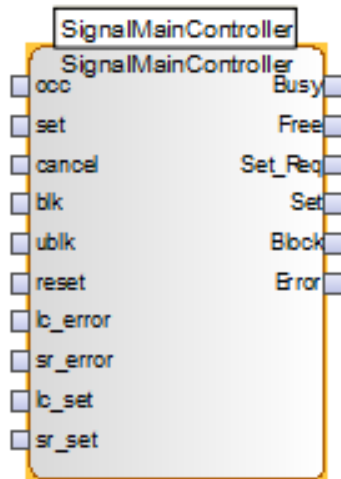 SignalMainController
SignalMainController
occ Busy
set Free
cancel Set_Req
blk Set
ublk Block
reset Error
lc_error
sr_error
lc_set
sr_set